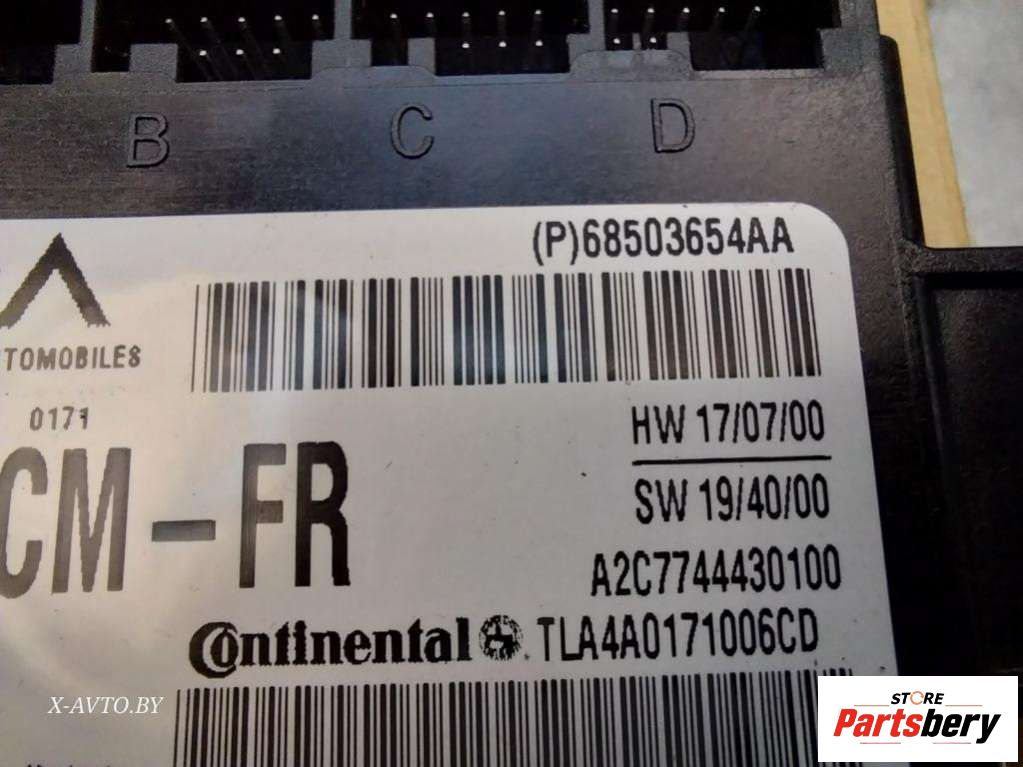 B C D
(P)68503654AA
TOMOBILES
0171
HW 17/07/00
CM-FR
SW 19/40/00
A2C7744430100
Continental TLA4A0171006CD
X-AVTO.BY
STORE
Partsbery